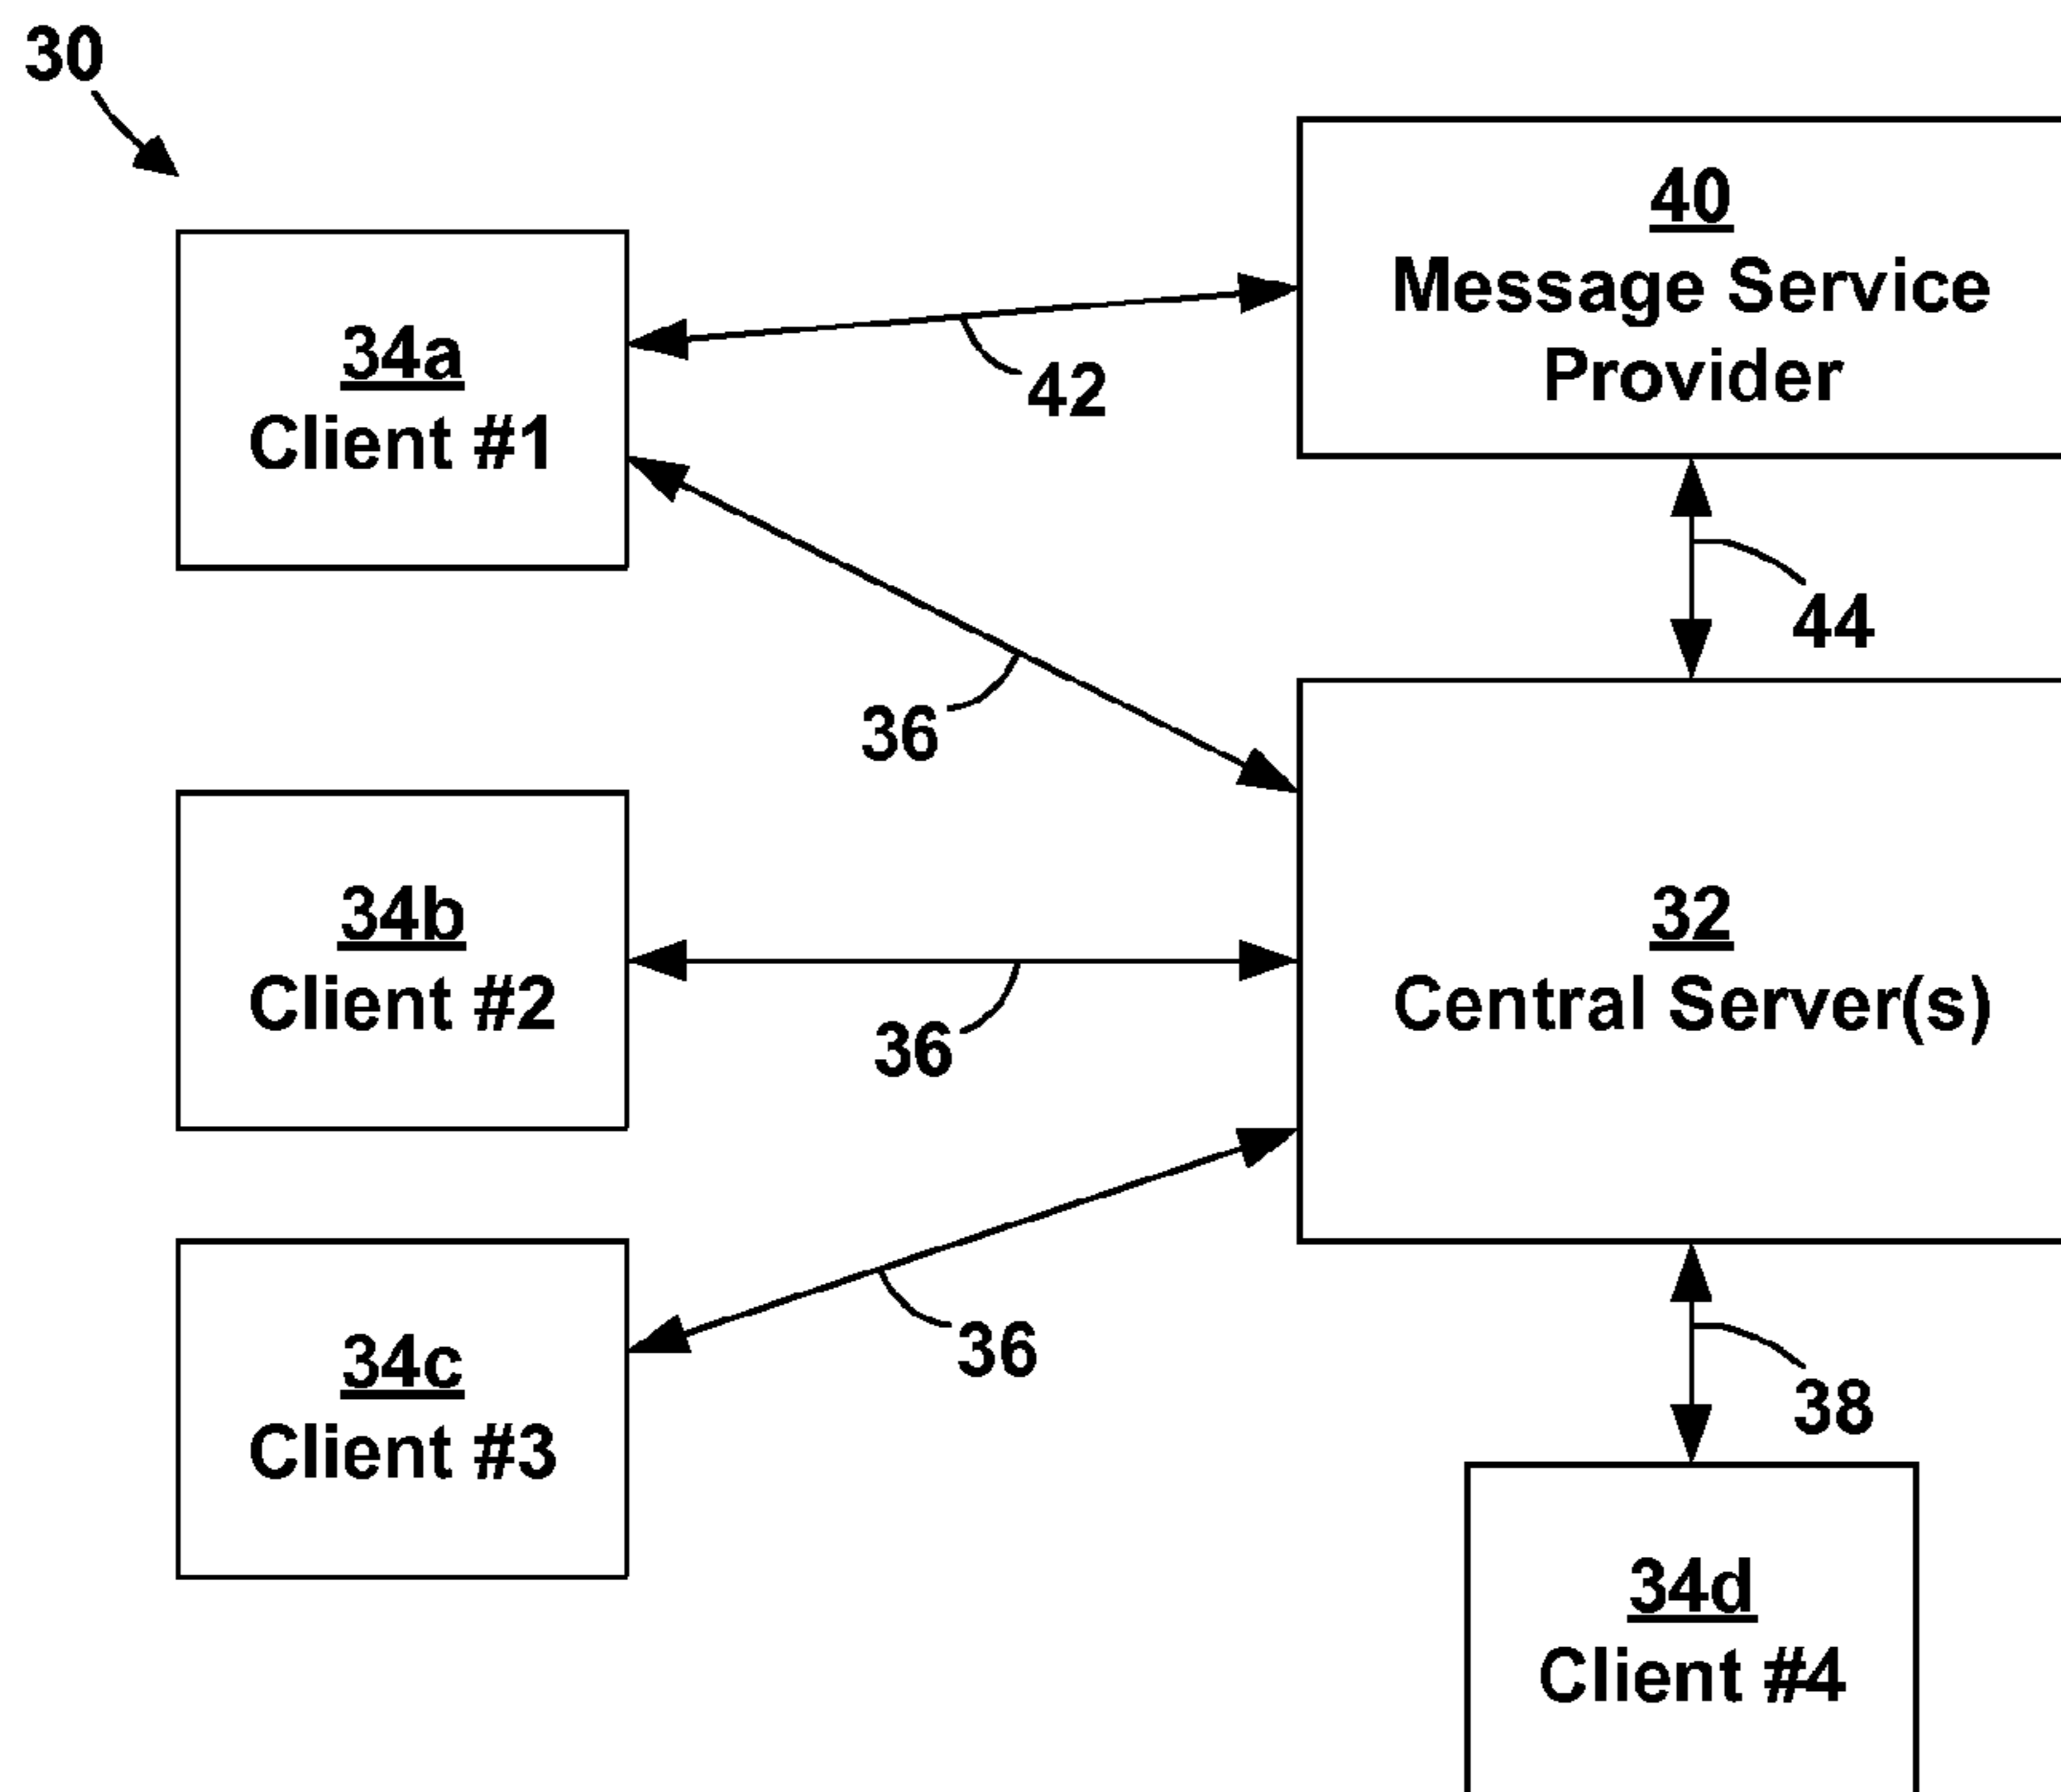 30
40
Message Service
Provider
34a
Client #1
42
44
36
34b
Client #2
32
Central Server(s)
36
34c
Client #3
36
38
34d
Client #4